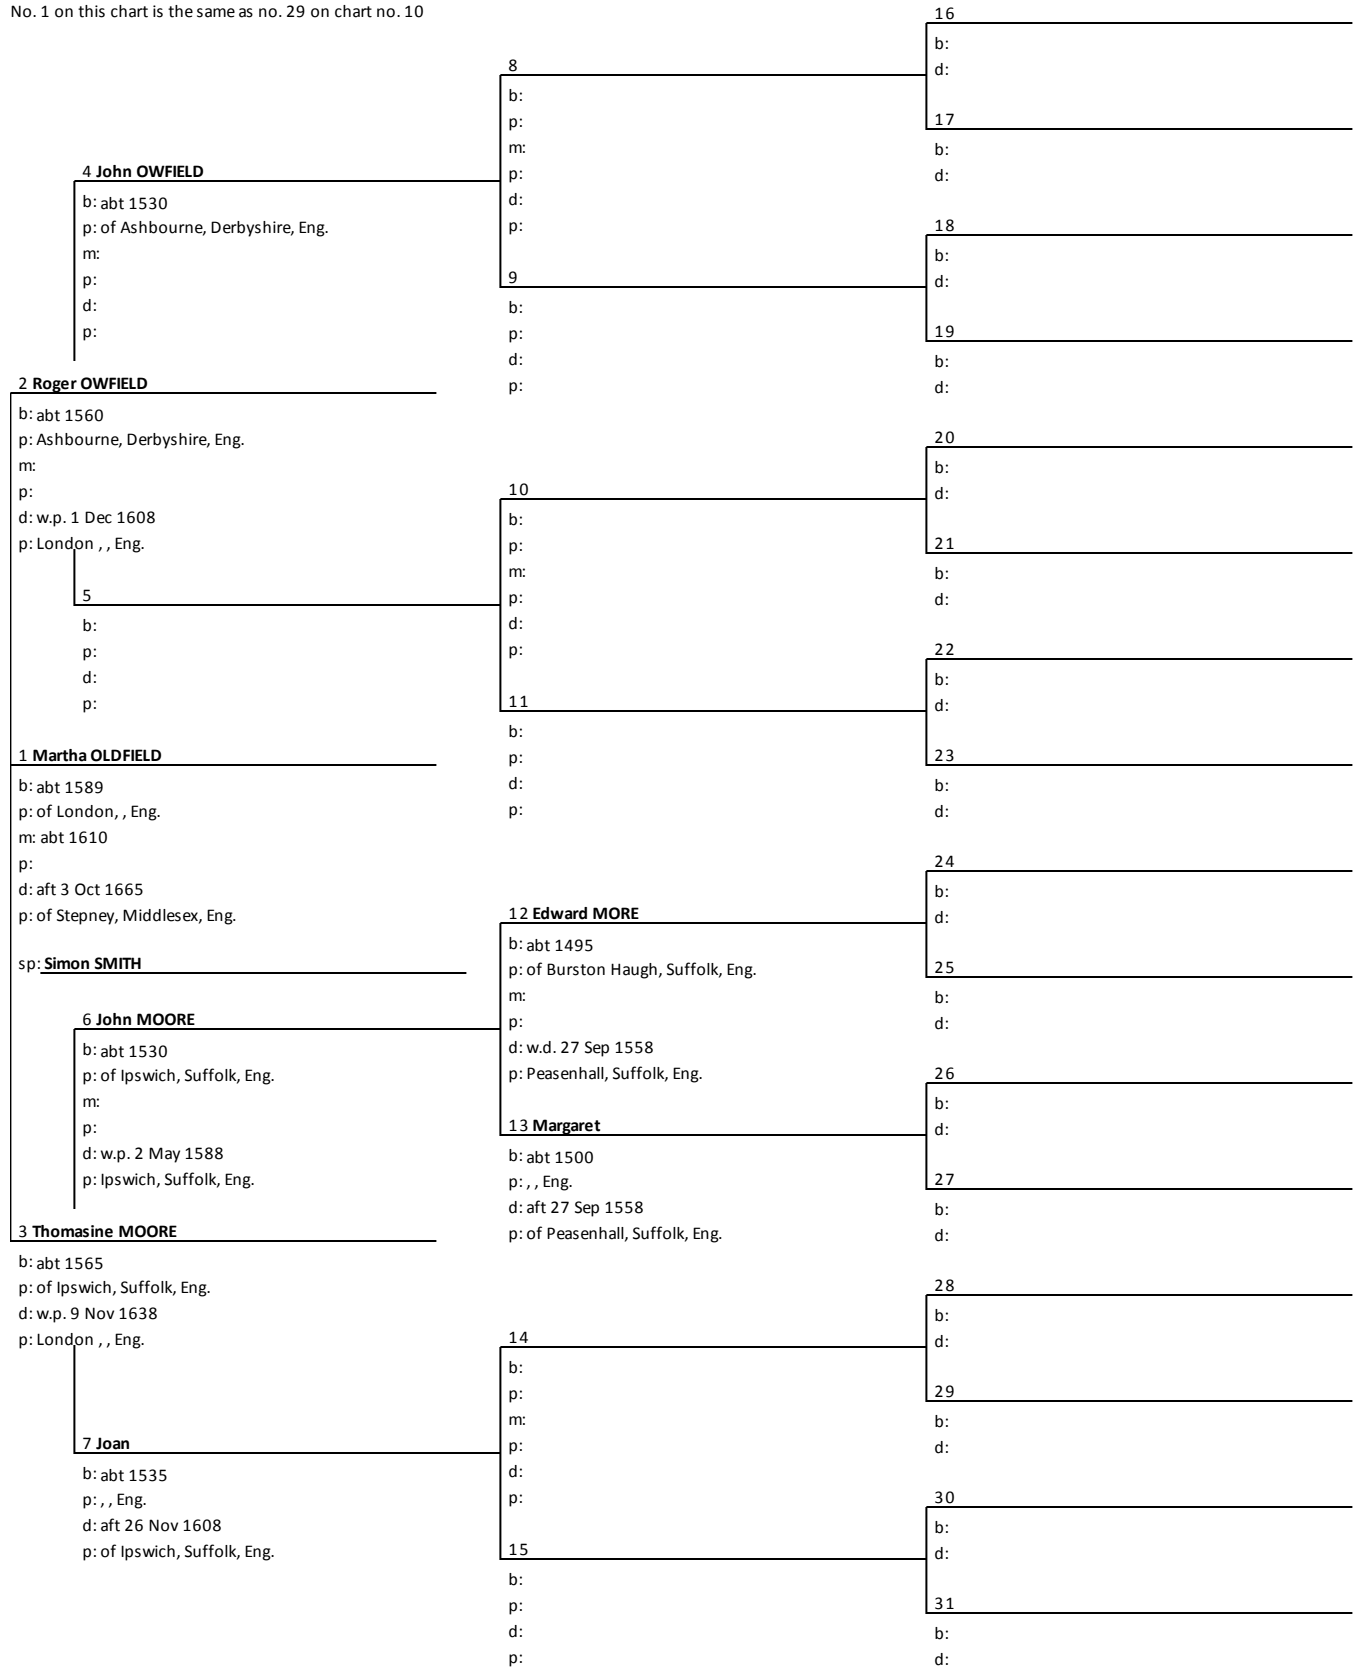 No. 1 on this chart is the same as no. 29 on chart no. 10
16
b:
d:
8
b:
p:
m:
p:
d:
p:
17
b:
d:
4 John OWFIELD
b: abt 1530
p: of Ashbourne, Derbyshire, Eng.
m:
p:
d:
p:
18
b:
d:
9
b:
p:
d:
p:
19
b:
d:
2 Roger OWFIELD
b: abt 1560
p: Ashbourne, Derbyshire, Eng.
m:
p:
d: w.p. 1 Dec 1608
p: London , , Eng.
20
b:
d:
10
b:
p:
m:
p:
d:
p:
21
b:
d:
5
b:
p:
d:
p:
22
b:
d:
11
b:
p:
d:
p:
23
b:
d:
1 Martha OLDFIELD
b: abt 1589
p: of London, , Eng.
m: abt 1610
p:
d: aft 3 Oct 1665
p: of Stepney, Middlesex, Eng.
sp: Simon SMITH
24
b:
d:
12 Edward MORE
b: abt 1495
p: of Burston Haugh, Suffolk, Eng.
m:
p:
d: w.d. 27 Sep 1558
p: Peasenhall, Suffolk, Eng.
25
b:
d:
6 John MOORE
b: abt 1530
p: of Ipswich, Suffolk, Eng.
m:
p:
d: w.p. 2 May 1588
p: Ipswich, Suffolk, Eng.
26
b:
d:
13 Margaret
b: abt 1500
p: , , Eng.
d: aft 27 Sep 1558
p: of Peasenhall, Suffolk, Eng.
27
b:
d:
3 Thomasine MOORE
b: abt 1565
p: of Ipswich, Suffolk, Eng.
d: w.p. 9 Nov 1638
p: London , , Eng.
28
b:
d:
14
b:
p:
m:
p:
d:
p:
29
b:
d:
7 Joan
b: abt 1535
p: , , Eng.
d: aft 26 Nov 1608
p: of Ipswich, Suffolk, Eng.
30
b:
d:
15
b:
p:
d:
p:
31
b:
d: